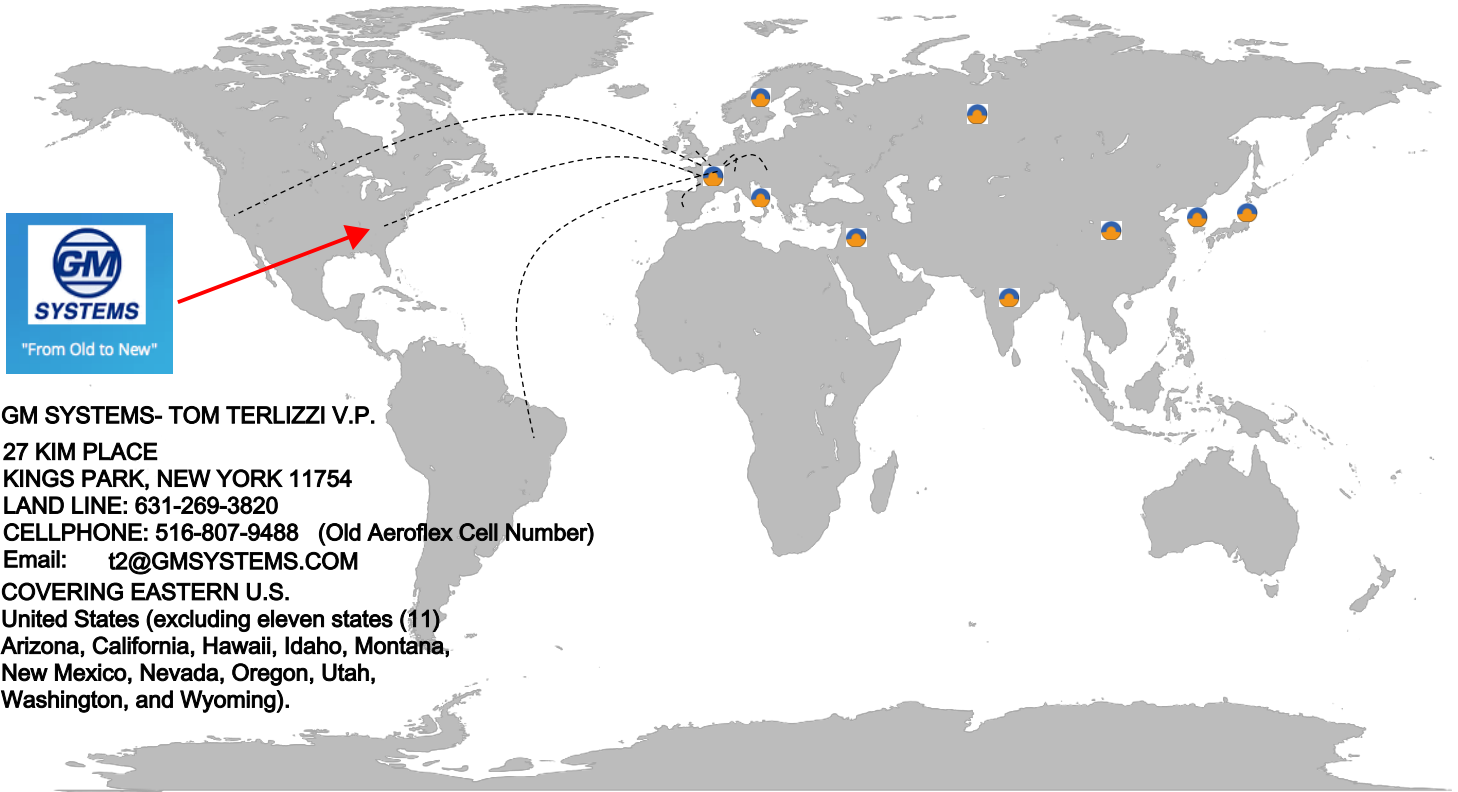 GM
SYSTEMS
"From Old to New"
GM SYSTEMS- TOM TERLIZZI V.P.
27 KIM PLACE
KINGS PARK, NEW YORK 11754
LAND LINE: 631-269-3820
CELLPHONE: 516-807-9488 (Old Aeroflex Cell Number)
Email: t2@GMSYSTEMS.COM
COVERING EASTERN U.S.
United States (excluding eleven states (11)
Arizona, California, Hawaii, Idaho, Montana,
New Mexico, Nevada, Oregon, Utah,
Washington, and Wyoming).